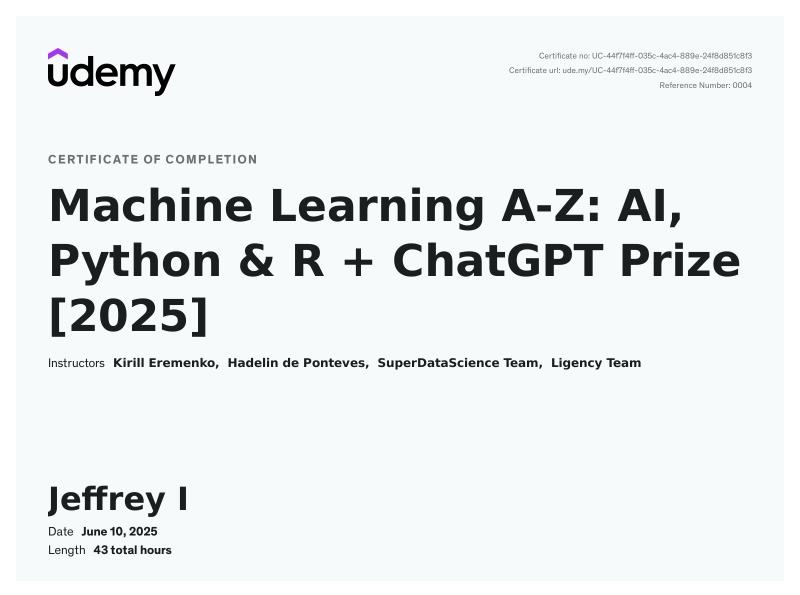 udemy
Certificate no: UC-44f7f4ff-035c-4ac4-889e-24f8d851c8f3
Certificate url: ude.my/UC-44f7f4ff-035c-4ac4-889e-24f8d851c8f3
Reference Number: 0004
CERTIFICATE OF COMPLETION
Machine Learning A-Z: AI,
Python & R + ChatGPT Prize
[2025]
Instructors Kirill Eremenko, Hadelin de Ponteves, SuperDataScience Team, Ligency Team
Jeffrey I
Date June 10, 2025
Length 43 total hours